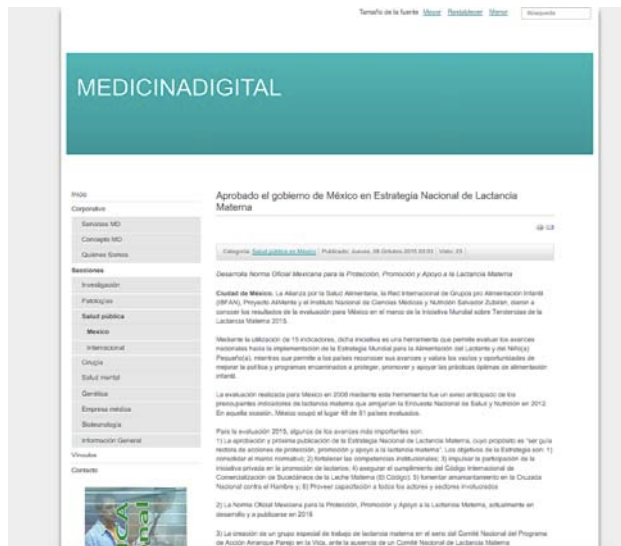 Tamaño de la fuente Mayor Restablecer Menor Búsqueda
MEDICINADIGITAL
Inicio
Corporativo
Servicios MD
Concepto MD
Quiénes Somos
Secciones
Investigación
Patologías
Salud pública
Mexico
Internacional
Cirugía
Salud mental
Genética
Empresa médica
Biotecnología
Información General
Vínculos
Contacto
Aprobado el gobierno de México en Estrategia Nacional de Lactancia
Materna
Categoría: Salud pública en México Publicado: Jueves, 08 Octubre 2015 Visto:
Desarrolla Norma Oficial Mexicana para la Protección, Promoción y Apoyo a la Lactancia Materna
Ciudad de México. La Alianza por la Salud Alimentaria, la Red Internacional de Grupos pro Alimentación Infantil
(IBFAN), Proyecto AliMente y el Instituto Nacional de Ciencias Médicas y Nutrición Salvador Zubirán, dieron a
conocer los resultados de la evaluación para México en el marco de la Iniciativa Mundial sobre Tendencias de la
Lactancia Materna 2015.
Mediante la utilización de 15 indicadores, dicha iniciativa es una herramienta que permite evaluar los avances
nacionales hacia la implementación de la Estrategia Mundial para la Alimentación del Lactante y del Niño(a)
Pequeño(a), mientras que permite a los países reconocer sus avances y valora los vacíos y oportunidades de
mejorar la política y programas encaminados a proteger, promover y apoyar las prácticas óptimas de alimentación
infantil.
La evaluación realizada para México en 2008 mediante esta herramienta fue un aviso anticipado de los
preocupantes indicadores de lactancia materna que arrojarían la Encuesta Nacional de Salud y Nutrición en 2012.
En aquella ocasión, México ocupó el lugar 48 de 51 países evaluados.
Para la evaluación 2015, algunos de los avances más importantes son:
1) La aprobación y próxima publicación de la Estrategia Nacional de Lactancia Materna, cuyo propósito es "ser guía
rectora de acciones de protección, promoción y apoyo a la lactancia materna". Los objetivos de la Estrategia son: 1)
consolidar el marco normativo; 2) fortalecer las competencias institucionales; 3) impulsar la participación de la
iniciativa privada en la promoción de lactarios; 4) asegurar el cumplimiento del Código Internacional de
Comercialización de Sucedáneos de la Leche Materna (El Código); 5) fomentar amamantamiento en la Cruzada
Nacional contra el Hambre y; 6) Proveer capacitación a todos los actores y sectores involucrados
2) La Norma Oficial Mexicana para la Protección, Promoción y Apoyo a la Lactancia Materna, actualmente en
desarrollo y a publicarse en 2016
3) La creación de un grupo especial de trabajo de lactancia materna en el seno del Comité Nacional del Programa
de Acción Arranque Parejo en la Vida, ante la ausencia de un Comité Nacional de Lactancia Materna